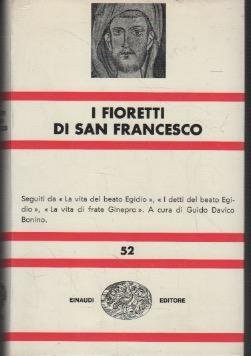 I FIORETTI
DI SAN FRANCESCO
Seguiti da « La vita del beato Egidio », « I detti del beato Egi-
dio », « La vita di frate Ginepro ». A cura di Guido Davico
Bonino.
52
EINAUDI EDITORE